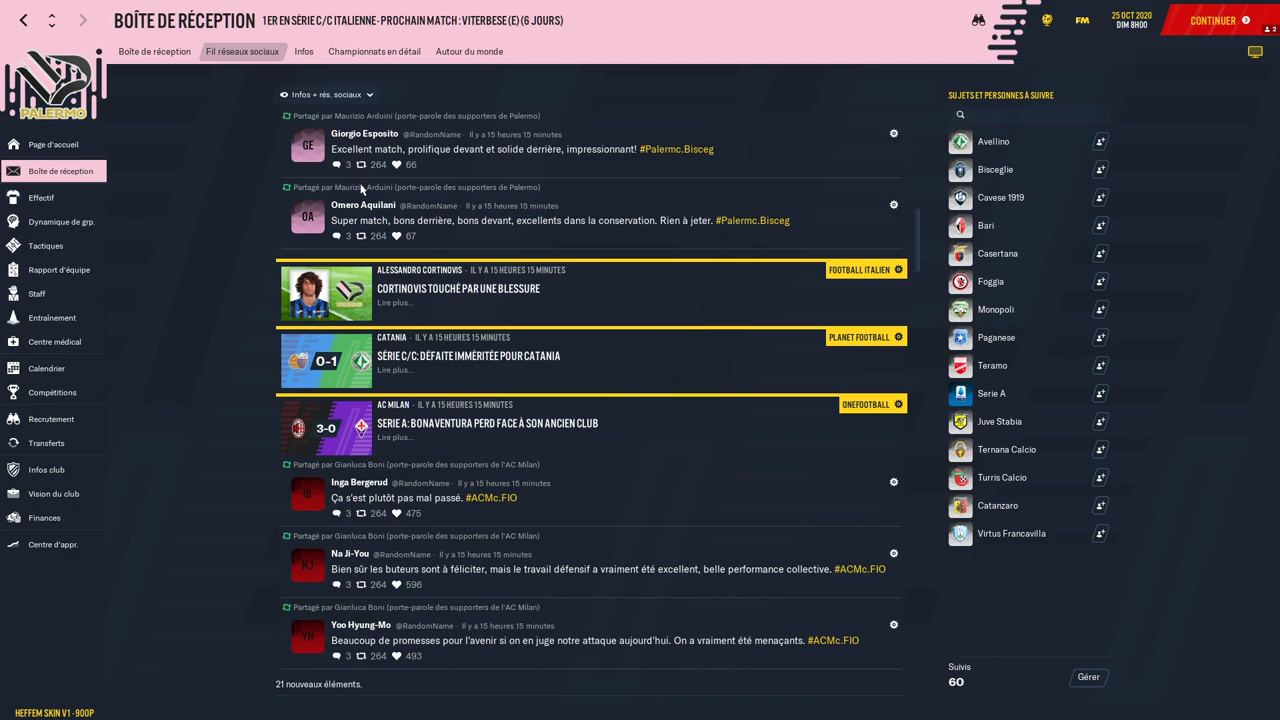 BOÎTE DE RÉCEPTION
1ER EN SÉRIE C/C ITALIENNE - PROCHAIN MATCH : VITERBESE (E) (6 JOURS)
FM
25 OCT 2020
DIM 8H00
CONTINUER
2
Boîte de réception
Fil réseaux sociaux
Infos
Championnats en détail
Autour du monde
PALERMO
Page d'accueil
Boîte de réception
Effectif
Dynamique de grp.
Tactiques
Rapport d'équipe
Staff
Entraînement
Centre médical
Calendrier
Compétitions
Recrutement
Transferts
Infos club
Vision du club
Finances
Centre d'appr.
HEFFEM SKIN V1 -900P
Infos + rés. sociaux
Partagé par Maurizio Arduini (porte-parole des supporters de Palermo)
GE
Giorgio Esposito @RandomName · Il y a 15 heures 15 minutes
Excellent match, prolifique devant et solide derrière, impressionnant! #Palermc.Bisceg
3 264 66
Partagé par Maurizio Arduini (porte-parole des supporters de Palermo)
OA
Omero Aquilani @RandomName · Il y a 15 heures 15 minutes
Super match, bons derrière, bons devant, excellents dans la conservation. Rien à jeter. #Palermc.Bisceg
3 264 67
ALESSANDRO CORTINOVIS · IL Y A 15 HEURES 15 MINUTES
FOOTBALL ITALIEN
CORTINOVIS TOUCHÉ PAR UNE BLESSURE
Lire plus...
CATANIA · IL Y A 15 HEURES 15 MINUTES
PLANET FOOTBALL
0-1
SÉRIE C/C: DÉFAITE IMMÉRITÉE POUR CATANIA
Lire plus...
AC MILAN · IL Y A 15 HEURES 15 MINUTES
ONEFOOTBALL
3-0
SERIE A: BONAVENTURA PERD FACE À SON ANCIEN CLUB
Lire plus...
Partagé par Gianluca Boni (porte-parole des supporters de l'AC Milan)
IB
Inga Bergerud @RandomName · Il y a 15 heures 15 minutes
Ça s'est plutôt pas mal passé. #ACMc.FIO
3 264 475
Partagé par Gianluca Boni (porte-parole des supporters de l'AC Milan)
NJ
Na Ji-You @RandomName · Il y a 15 heures 15 minutes
Bien sûr les buteurs sont à féliciter, mais le travail défensif a vraiment été excellent, belle performance collective. #ACMc.FIO
3 264 596
Partagé par Gianluca Boni (porte-parole des supporters de l'AC Milan)
YH
Yoo Hyung-Mo @RandomName · Il y a 15 heures 15 minutes
Beaucoup de promesses pour l'avenir si on en juge notre attaque aujourd'hui. On a vraiment été menaçants. #ACMc.FIO
3 264 493
21 nouveaux éléments.
SUJETS ET PERSONNES À SUIVRE
Avellino
Bisceglie
Cavese 1919
Bari
Casertana
Foggia
Monopoli
Paganese
Teramo
Serie A
Juve Stabia
Ternana Calcio
Turris Calcio
Catanzaro
Virtus Francavilla
Suivis
60
Gérer